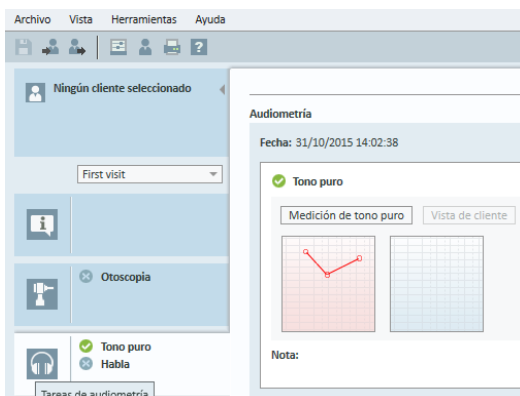 Archivo Vista Herramientas Ayuda
Ningún cliente seleccionado
First visit
Otoscopia
Tono puro
Habla
Tareas de audiometría
Audiometría
Fecha: 31/10/2015 14:02:38
Tono puro
Medición de tono puro Vista de cliente
Nota: